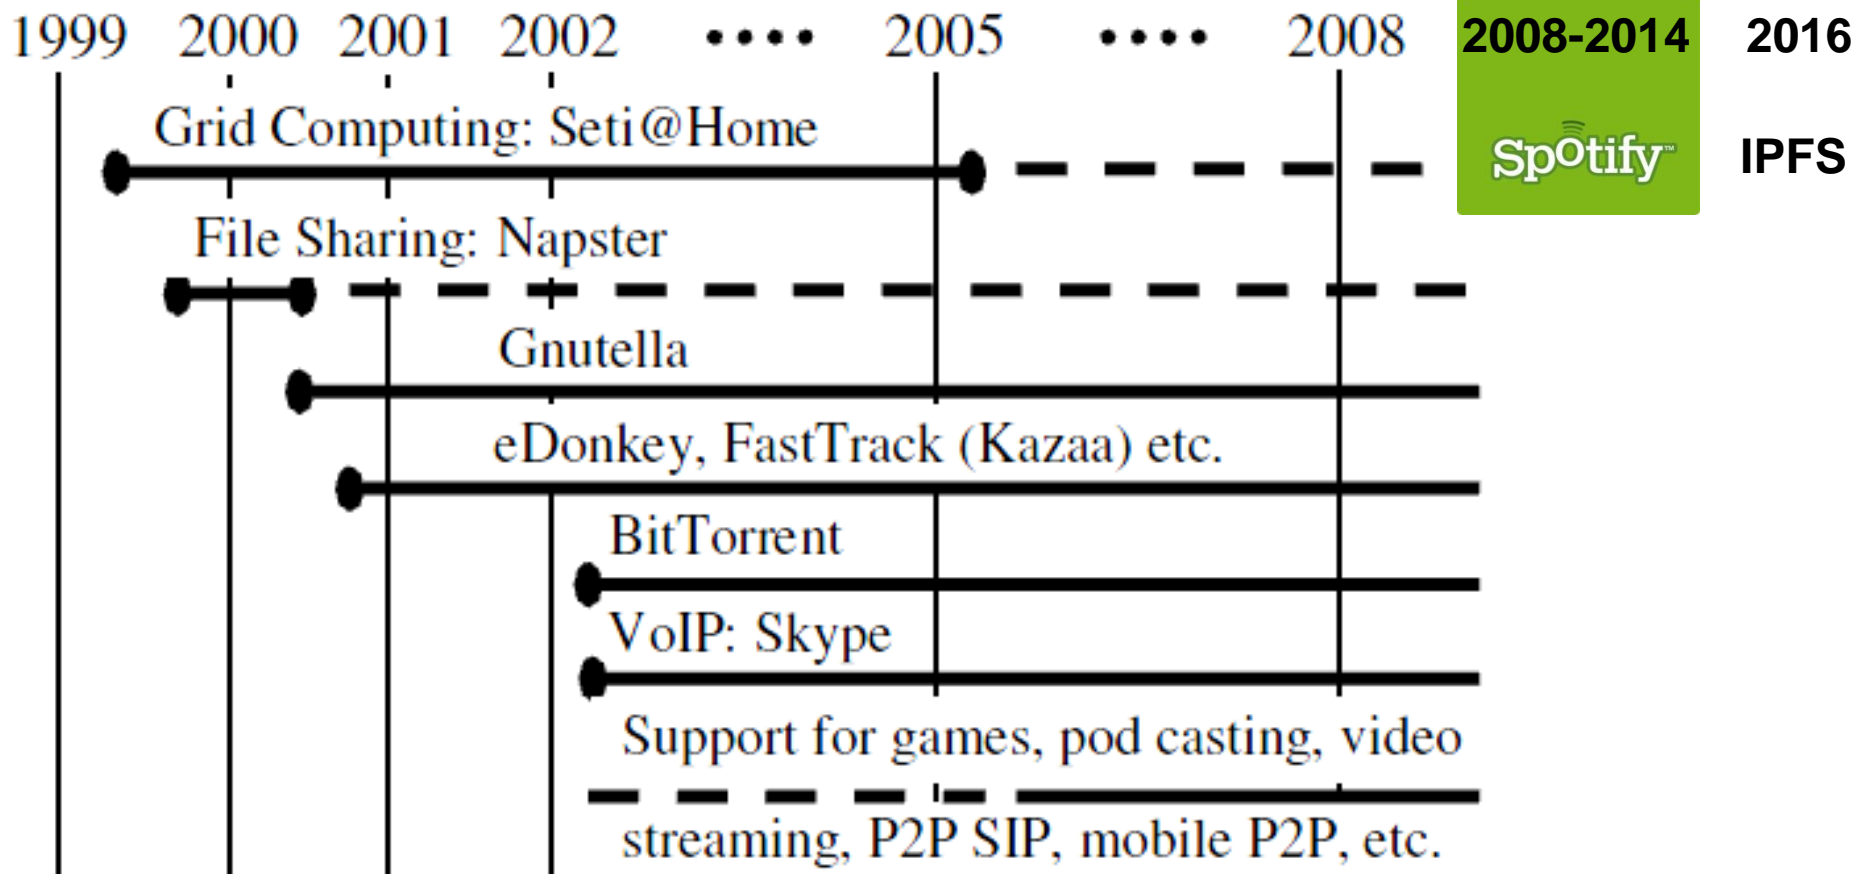 1999 2000 2001 2002 •••• 2005 •••• 2008 2008-2014 2016
Grid Computing: Seti@Home
Spotify™
IPFS
File Sharing: Napster
Gnutella
eDonkey, FastTrack (Kazaa) etc.
BitTorrent
VoIP: Skype
Support for games, pod casting, video
streaming, P2P SIP, mobile P2P, etc.